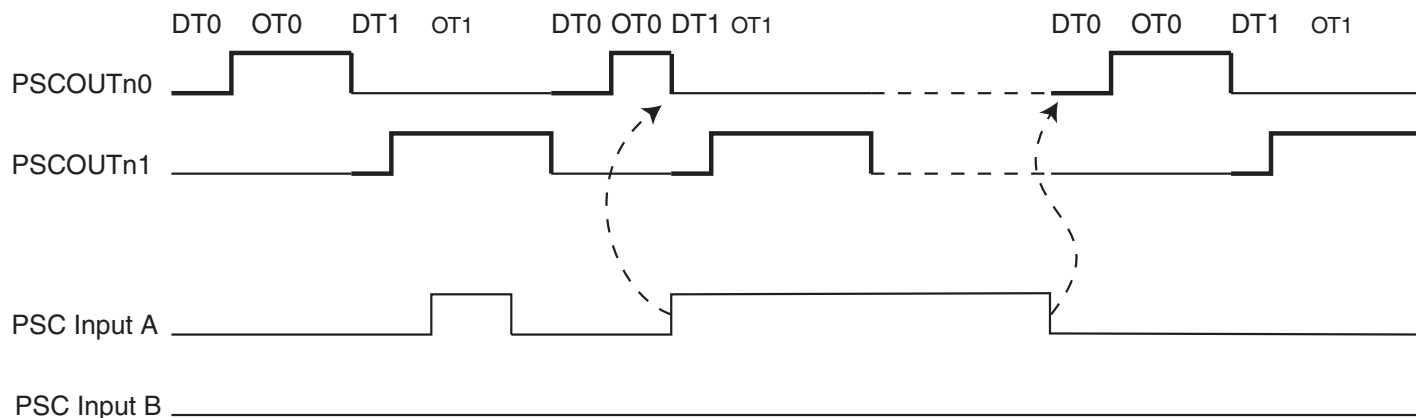 DT0 OT0 DT1 OT1 DT0 OT0 DT1 OT1 DT0 OT0 DT1 OT1
PSCOUTn0
PSCOUTn1
PSC Input A
PSC Input B